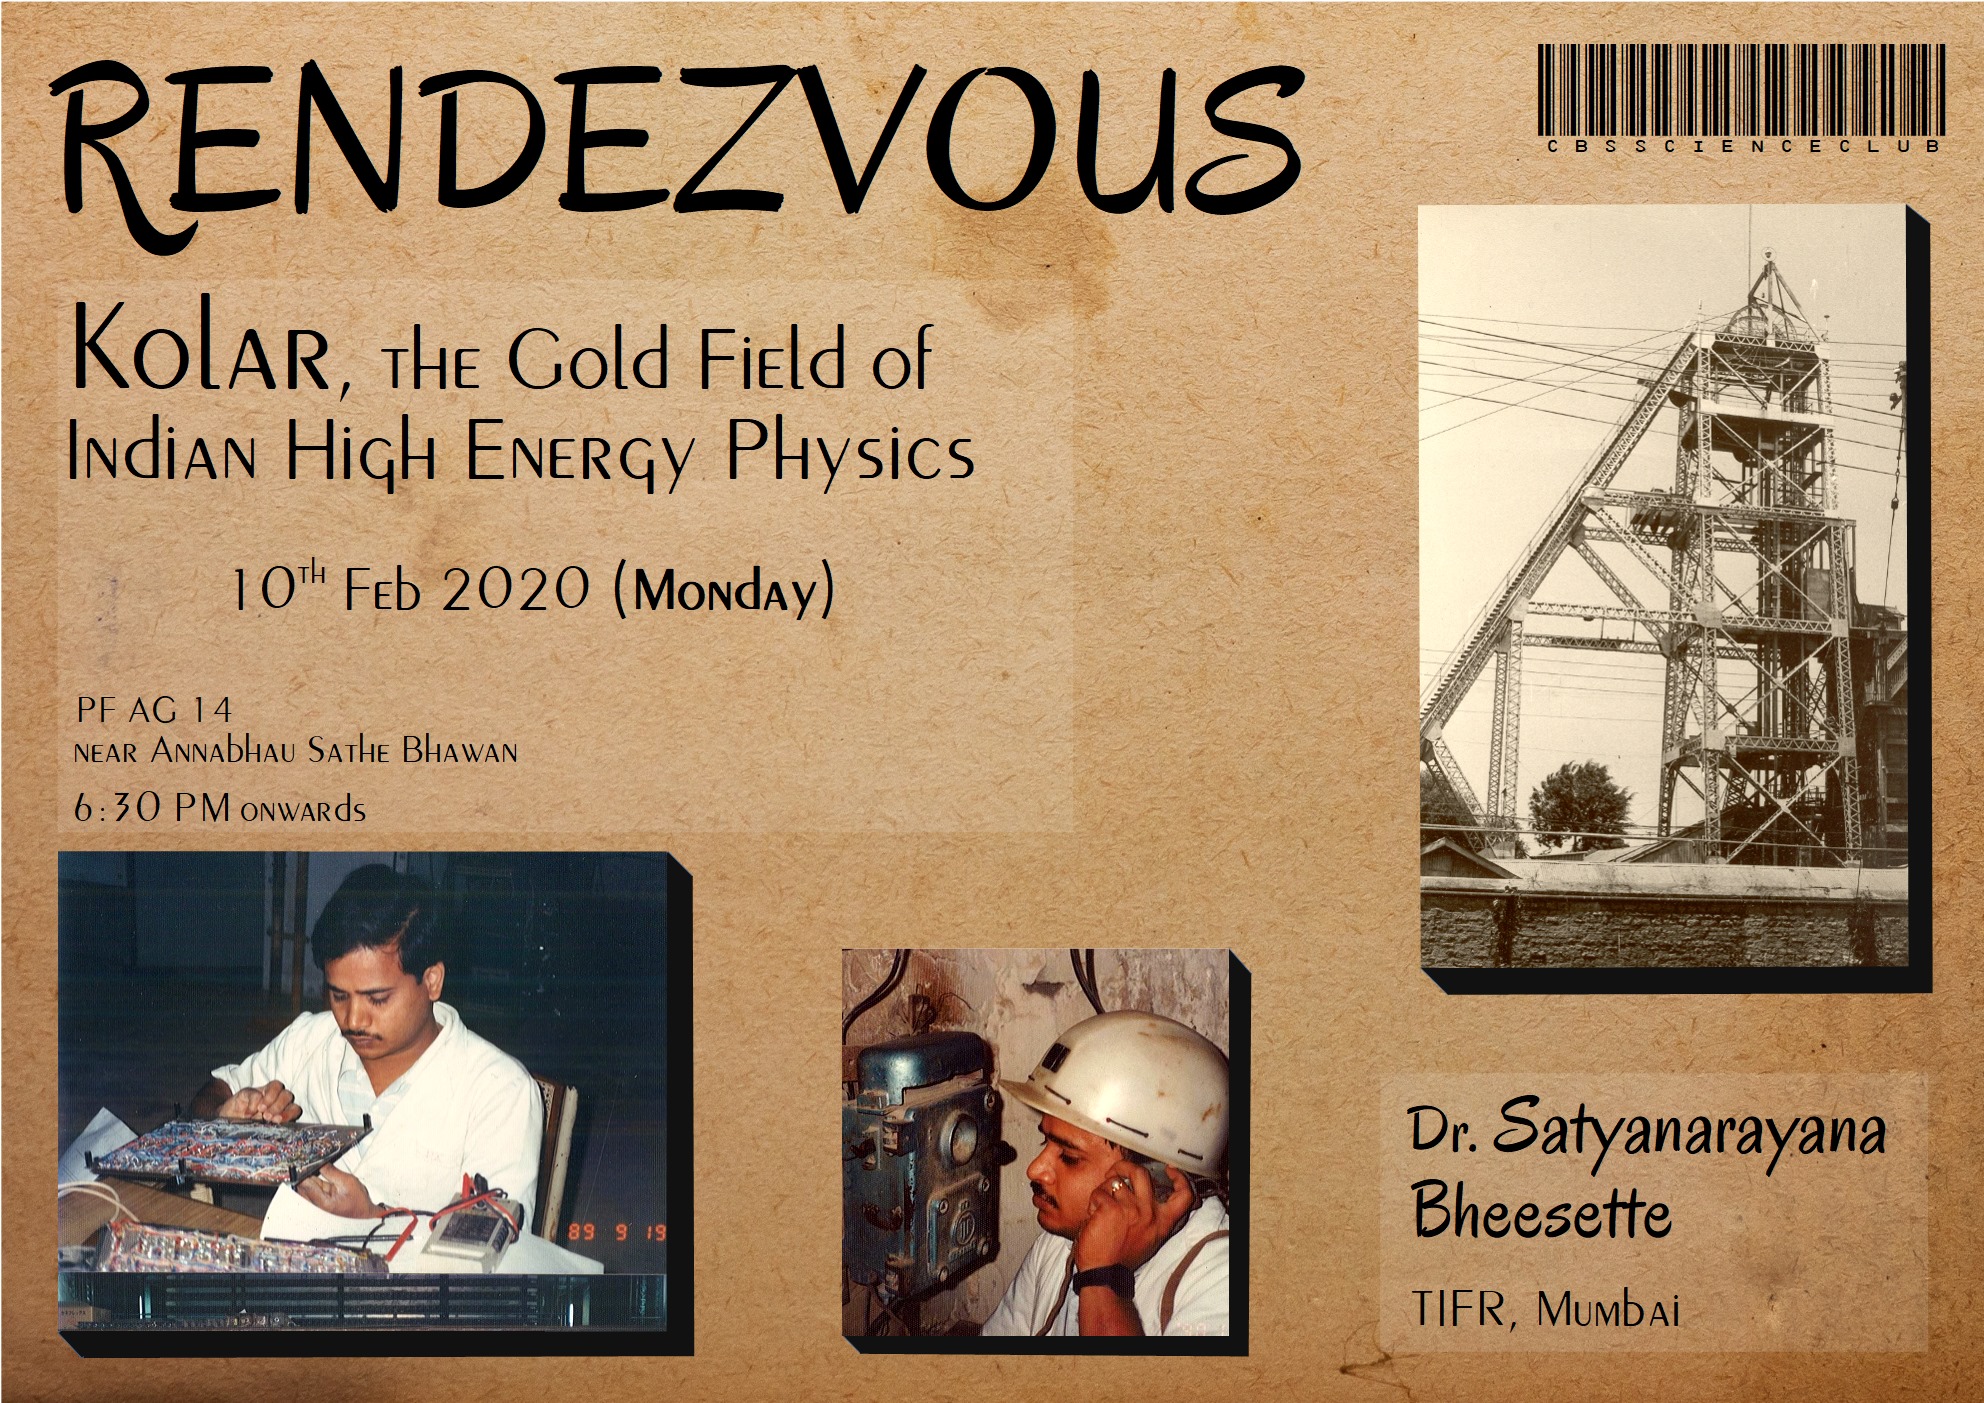 RENDEZVOUS
CBSSCIENCECLUB
Kolar, the Gold Field of
Indian High Energy Physics
10th Feb 2020 (Monday)
PF AG 14
near Annabhau Sathe Bhawan
6:30 PM onwards
89 9 19
Dr. Satyanarayana
Bheesette
TIFR, Mumbai